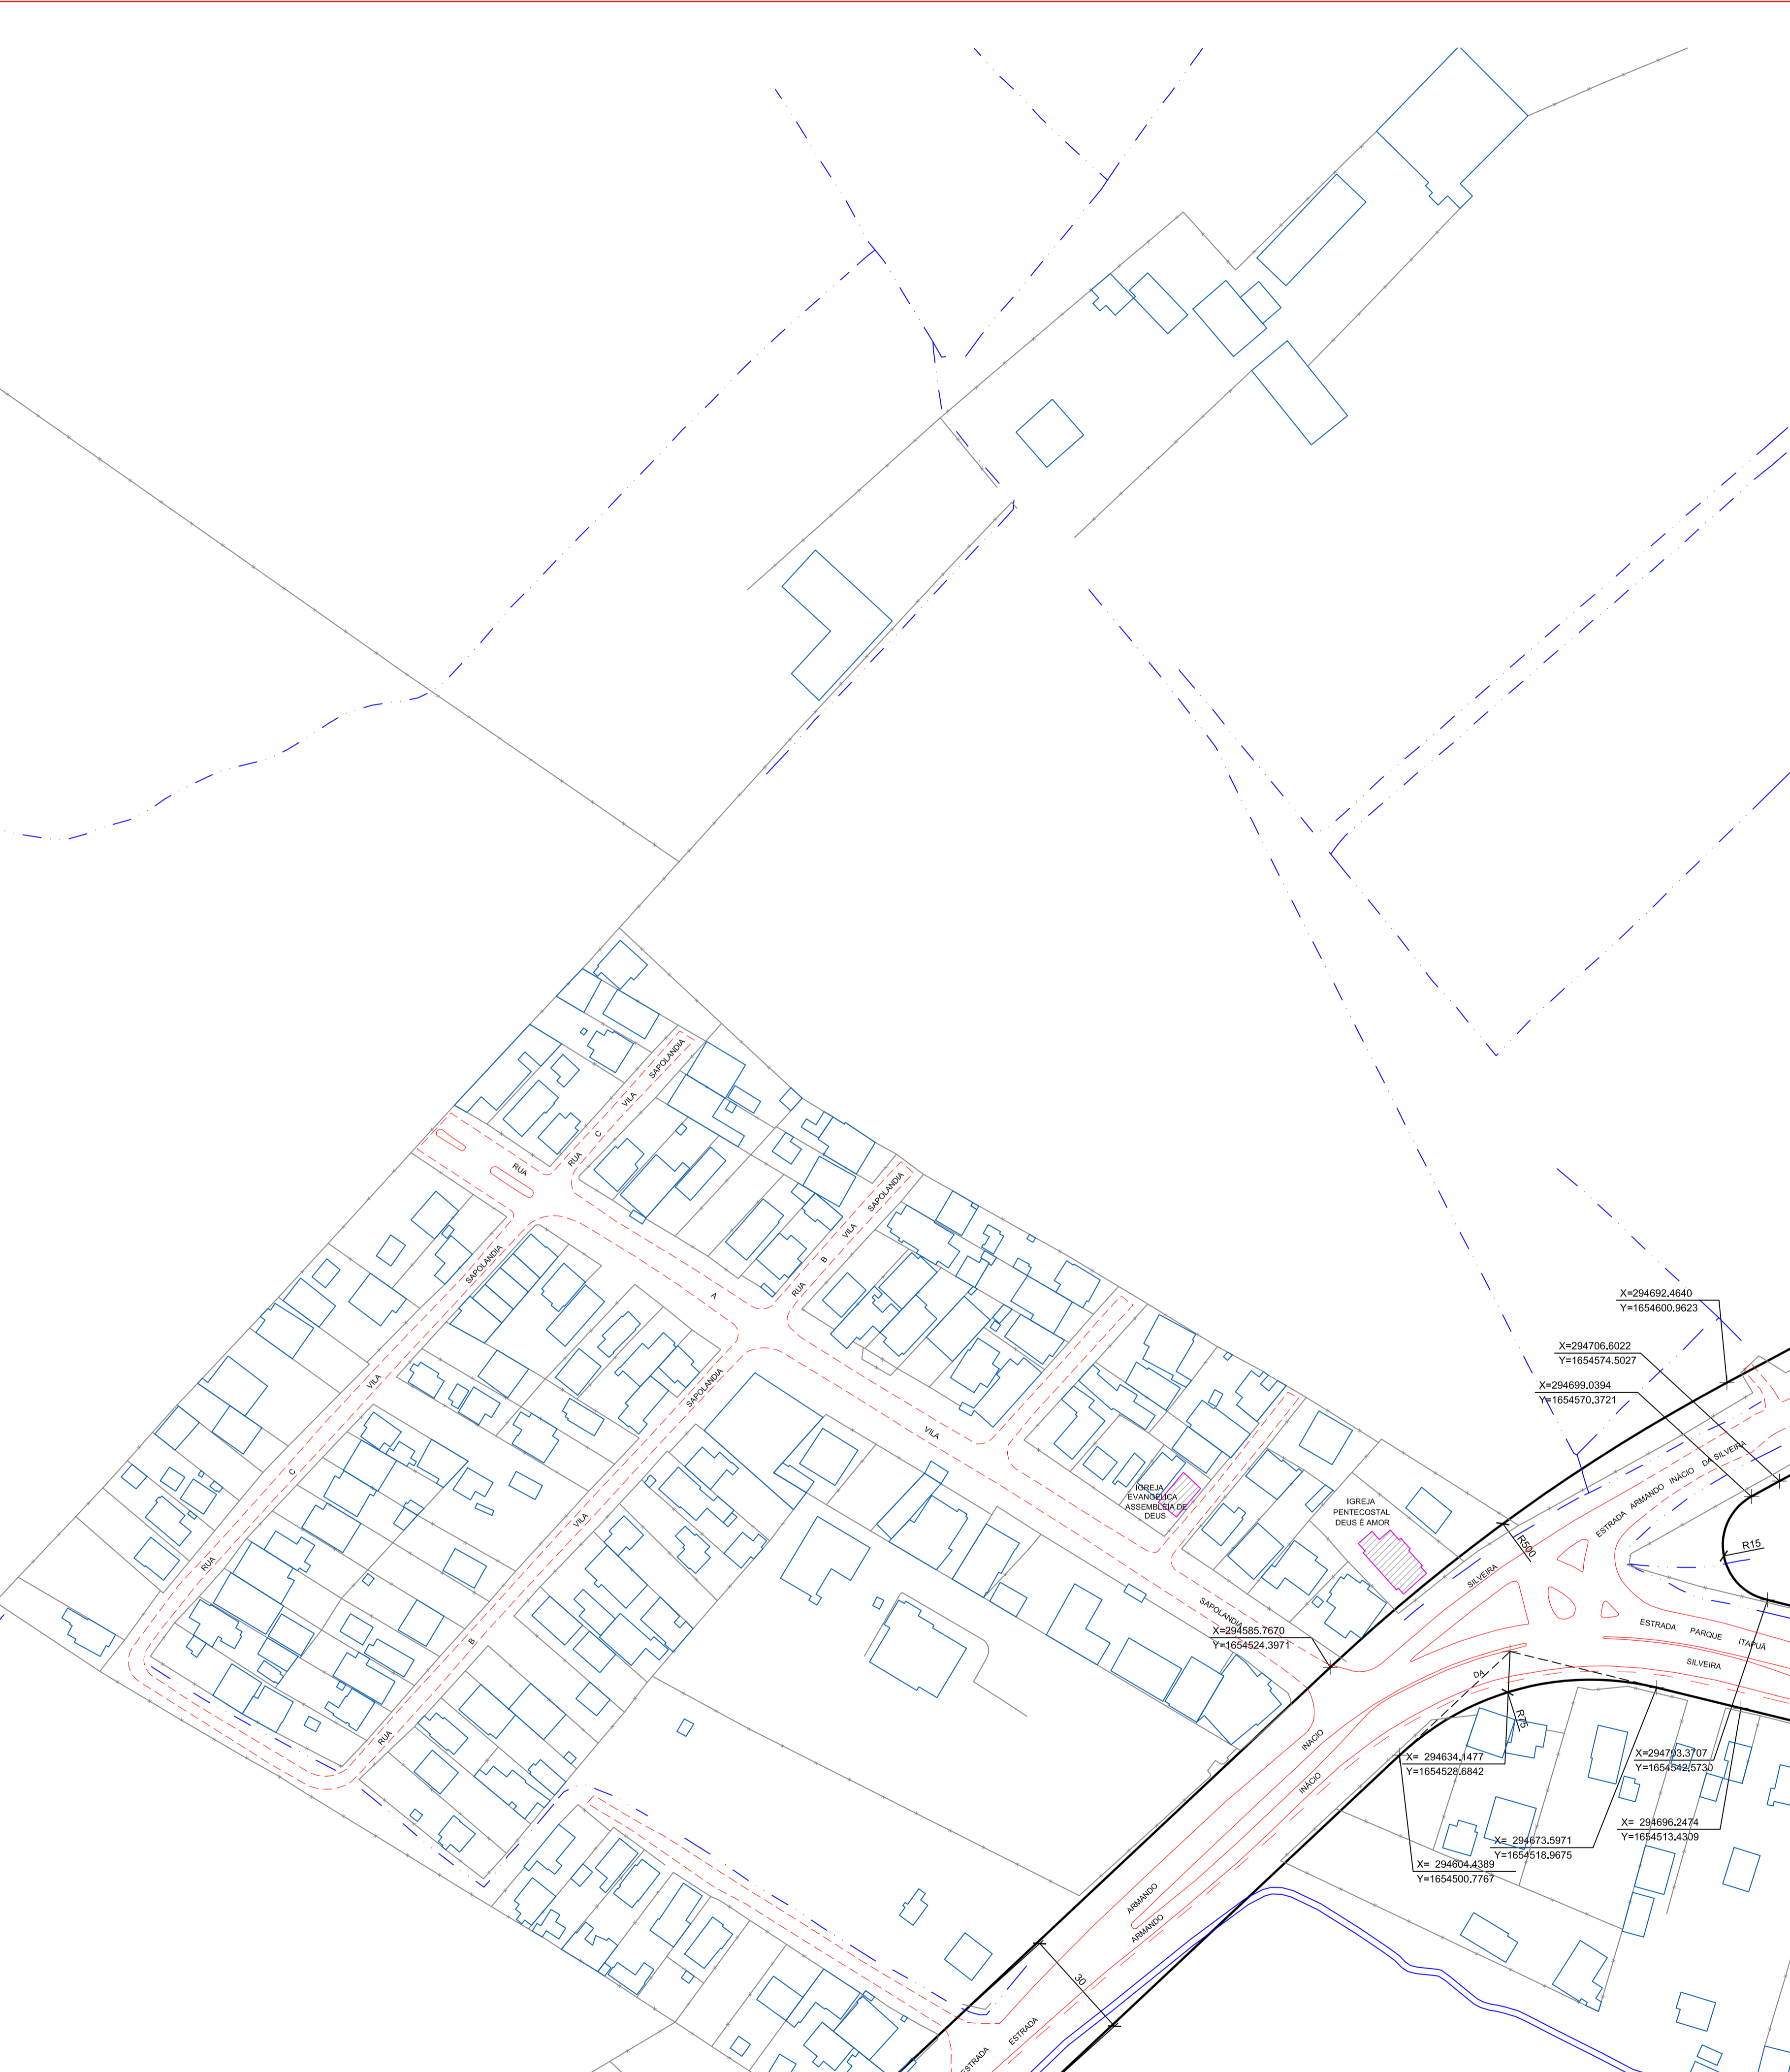 SAPOLANDIA
VILA
C
RUA
RUA
SAPOLANDIA
VILA
B
RUA
SAPOLANDIA
VILA
C
RUA
A
VILA
SAPOLANDIA
SAPOLANDIA
VILA
B
RUA
IGREJA
EVANGÉLICA
ASSEMBLEIA DE
DEUS
IGREJA
PENTECOSTAL
DEUS É AMOR
X=294692.4640
Y=1654600.9623
X=294706.6022
Y=1654574.5027
X=294699.0394
Y=1654570.3721
ESTRADA ARMANDO INÁCIO DA SILVEIRA
R500
R15
SILVEIRA
ESTRADA PARQUE ITAPUÃ
X=294585.7670
Y=1654524.3971
DA
SILVEIRA
R75
INÁCIO
INÁCIO
X= 294634.1477
Y=1654528.6842
X=294703.3707
Y=1654542.5730
X= 294696.2474
Y=1654513.4309
X= 294673.5971
Y=1654518.9675
X= 294604.4389
Y=1654500.7767
ARMANDO
ARMANDO
30
ESTRADA
ESTRADA